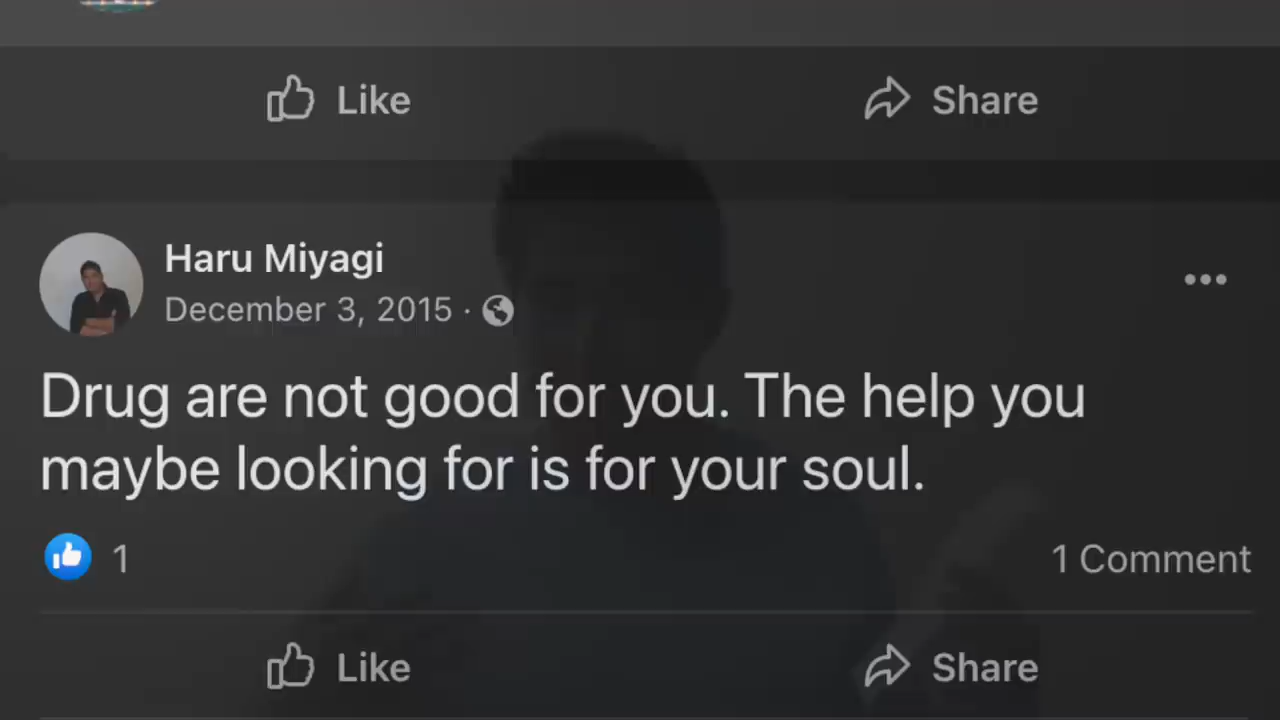 Like
Share
Haru Miyagi
December 3, 2015 ·
Drug are not good for you. The help you
maybe looking for is for your soul.
1
1 Comment
Like
Share